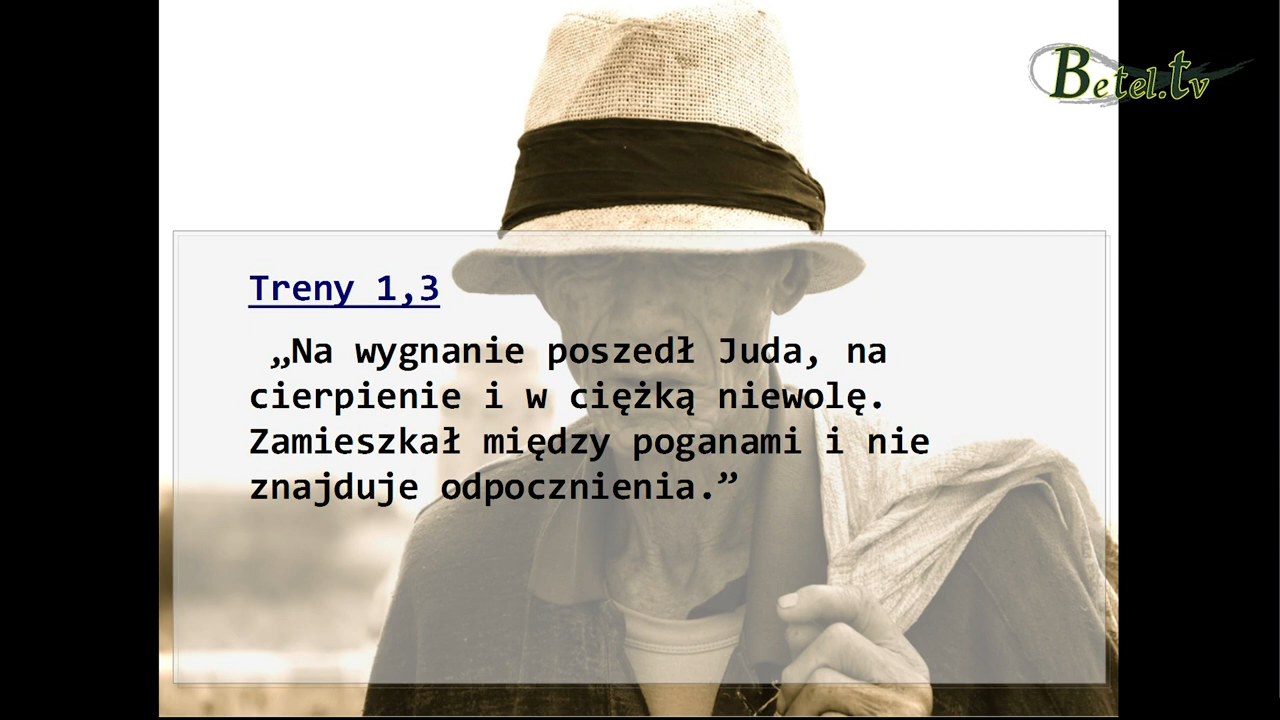 Betel.tv
Treny 1,3
„Na wygnanie poszedł Juda, na
cierpienie i w ciężką niewolę.
Zamieszkał między poganami i nie
znajduje odpocznienia.”